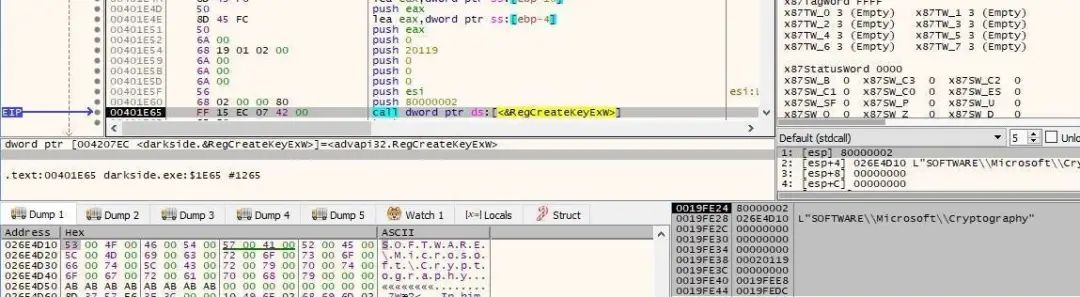 00401E4D 50 push eax
00401E4F 8D 45 FC lea eax,dword ptr ss:[ebp-4]
00401E51 50 push eax
00401E52 6A 00 push 0
00401E54 68 19 01 02 00 push 20119
00401E59 6A 00 push 0
00401E5B 6A 00 push 0
00401E5D 6A 00 push 0
00401E5F 56 push esi
00401E60 68 02 00 00 80 push 80000002
EIP 00401E65 FF 15 EC 07 42 00 call dword ptr ds:[<&RegCreateKeyExW>]
x87TagWord FFFF
x87TW_0 3 (Empty) x87TW_1 3 (Empty)
x87TW_2 3 (Empty) x87TW_3 3 (Empty)
x87TW_4 3 (Empty) x87TW_5 3 (Empty)
x87TW_6 3 (Empty) x87TW_7 3 (Empty)
x87StatusWord 0000
x87SW_B 0 x87SW_C3 0 x87SW_C2 0
x87SW_C1 0 x87SW_C0 0 x87SW_ES 0
x87SW_SF 0 x87SW_P 0 x87SW_U 0
x87SW_O 0 x87SW_Z 0 x87SW_D 0
dword ptr [004207EC <darkside.&RegCreateKeyExW>]=<advapi32.RegCreateKeyExW>
.text:00401E65 darkside.exe:$1E65 #1265
Default (stdcall) 5 Unlo
1: [esp] 80000002
2: [esp+4] 026E4D10 L"SOFTWARE\\Microsoft\\Cry
3: [esp+8] 00000000
4: [esp+C] 00000000
Dump 1 Dump 2 Dump 3 Dump 4 Dump 5 Watch 1 [x=] Locals Struct
Address Hex ASCII
026E4D10 53 00 4F 00 46 00 54 00 57 00 41 00 52 00 45 00 S.O.F.T.W.A.R.E.
026E4D20 5C 00 4D 00 69 00 63 00 72 00 6F 00 73 00 6F 00 \.M.i.c.r.o.s.o.
026E4D30 66 00 74 00 5C 00 43 00 72 00 79 00 70 00 74 00 f.t.\.C.r.y.p.t.
026E4D40 6F 00 67 00 72 00 61 00 70 00 68 00 79 00 00 00 o.g.r.a.p.h.y...
026E4D50 AB AB AB AB AB AB AB AB 00 00 00 00 00 00 00 00 «««««««««........
0019FE24 80000002
0019FE28 026E4D10 L"SOFTWARE\\Microsoft\\Cryptography"
0019FE2C 00000000
0019FE30 00000000
0019FE34 00000000
0019FE38 00020119
0019FE3C 00000000
0019FE40 0019FEE8
0019FE44 0019FEDC